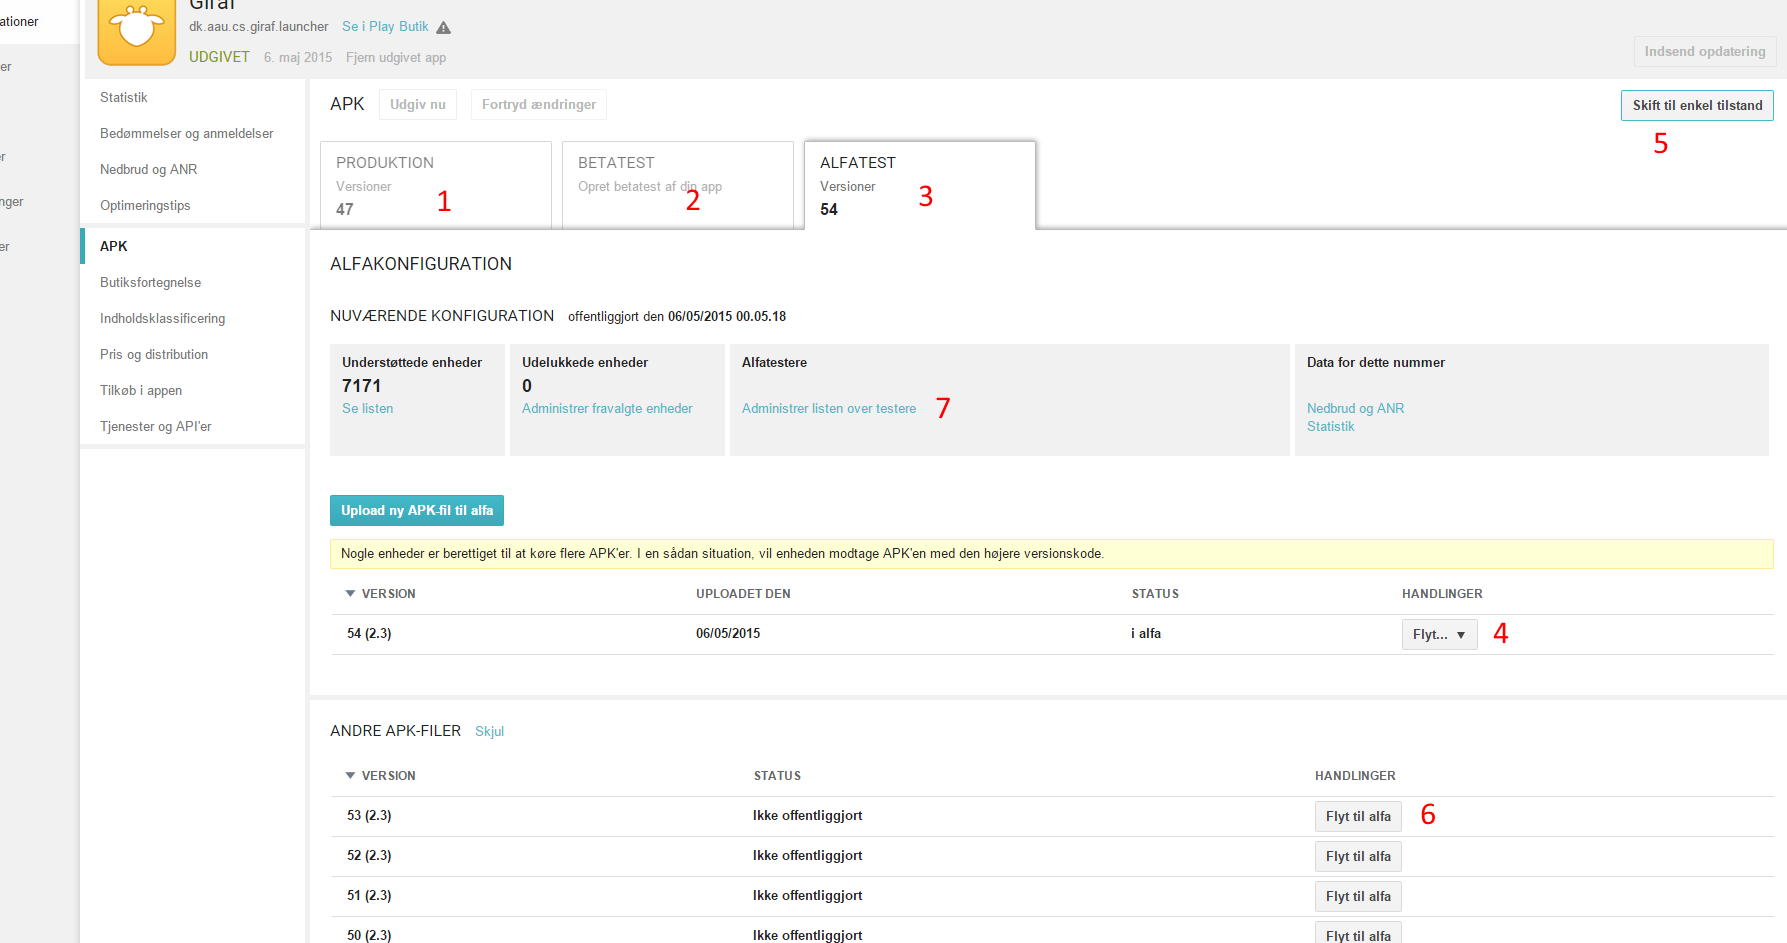 Giraf
ationer
dk.aau.cs.giraf.launcher Se i Play Butik
UDGIVET 6. maj 2015 Fjern udgivet app
Indsend opdatering
er
er
nger
er
Statistik
Bedømmelser og anmeldelser
Nedbrud og ANR
Optimeringstips
APK
Butiksfortegnelse
Indholdsklassificering
Pris og distribution
Tilkøb i appen
Tjenester og API'er
APK Udgiv nu Fortryd ændringer
Skift til enkel tilstand
5
PRODUKTION
Versioner
47
1
BETATEST
Opret betatest af din app
2
ALFATEST
Versioner
54
3
ALFAKONFIGURATION
NUVÆRENDE KONFIGURATION offentliggjort den 06/05/2015 00.05.18
Understøttede enheder
7171
Se listen
Udelukkede enheder
0
Administrer fravalgte enheder
Alfatestere
Administrer listen over testere 7
Data for dette nummer
Nedbrud og ANR
Statistik
Upload ny APK-fil til alfa
Nogle enheder er berettiget til at køre flere APK'er. I en sådan situation, vil enheden modtage APK'en med den højere versionskode.
VERSION UPLOADET DEN STATUS HANDLINGER
54 (2.3) 06/05/2015 i alfa Flyt... 4
ANDRE APK-FILER Skjul
VERSION STATUS HANDLINGER
53 (2.3) Ikke offentliggjort Flyt til alfa 6
52 (2.3) Ikke offentliggjort Flyt til alfa
51 (2.3) Ikke offentliggjort Flyt til alfa
50 (2.3) Ikke offentliggjort Flyt til alfa